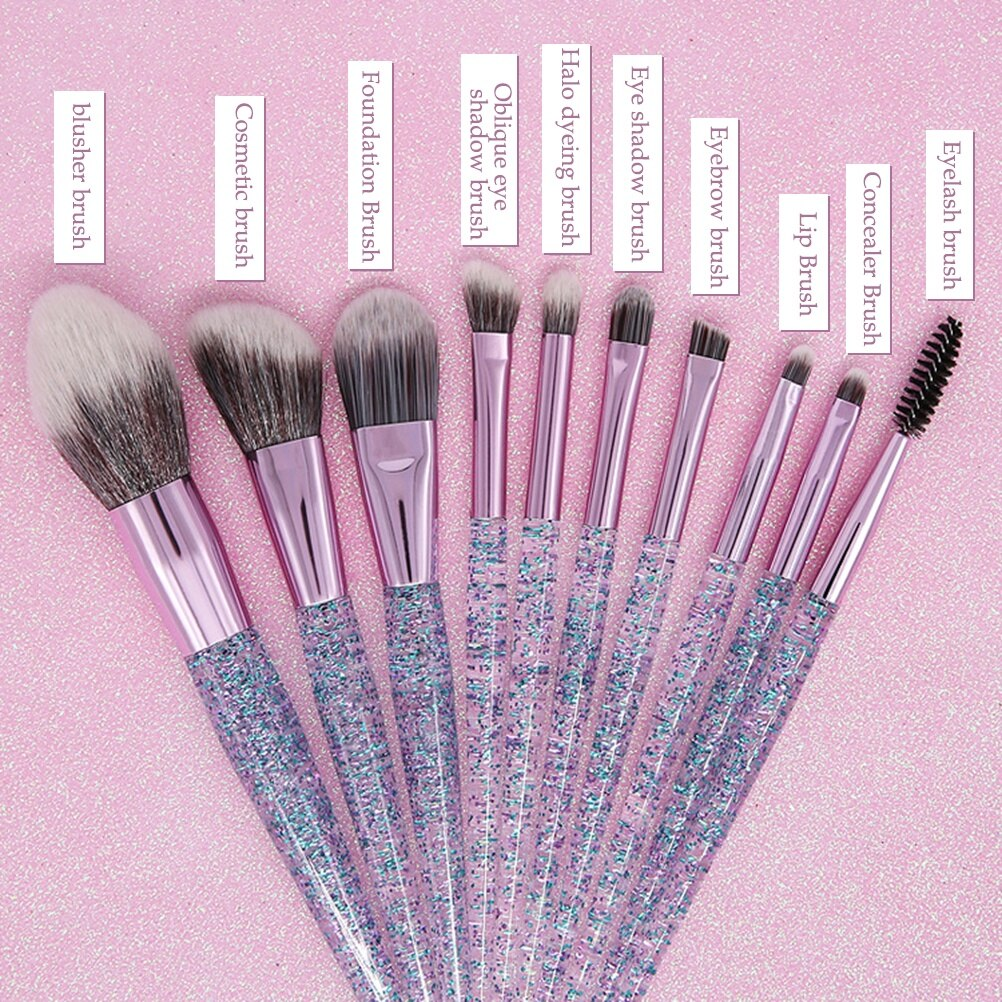 blusher brush
Cosmetic brush
Foundation Brush
Oblique eye
shadow brush
Halo dyeing brush
Eye shadow brush
Eyebrow brush
Lip Brush
Concealer Brush
Eyelash brush